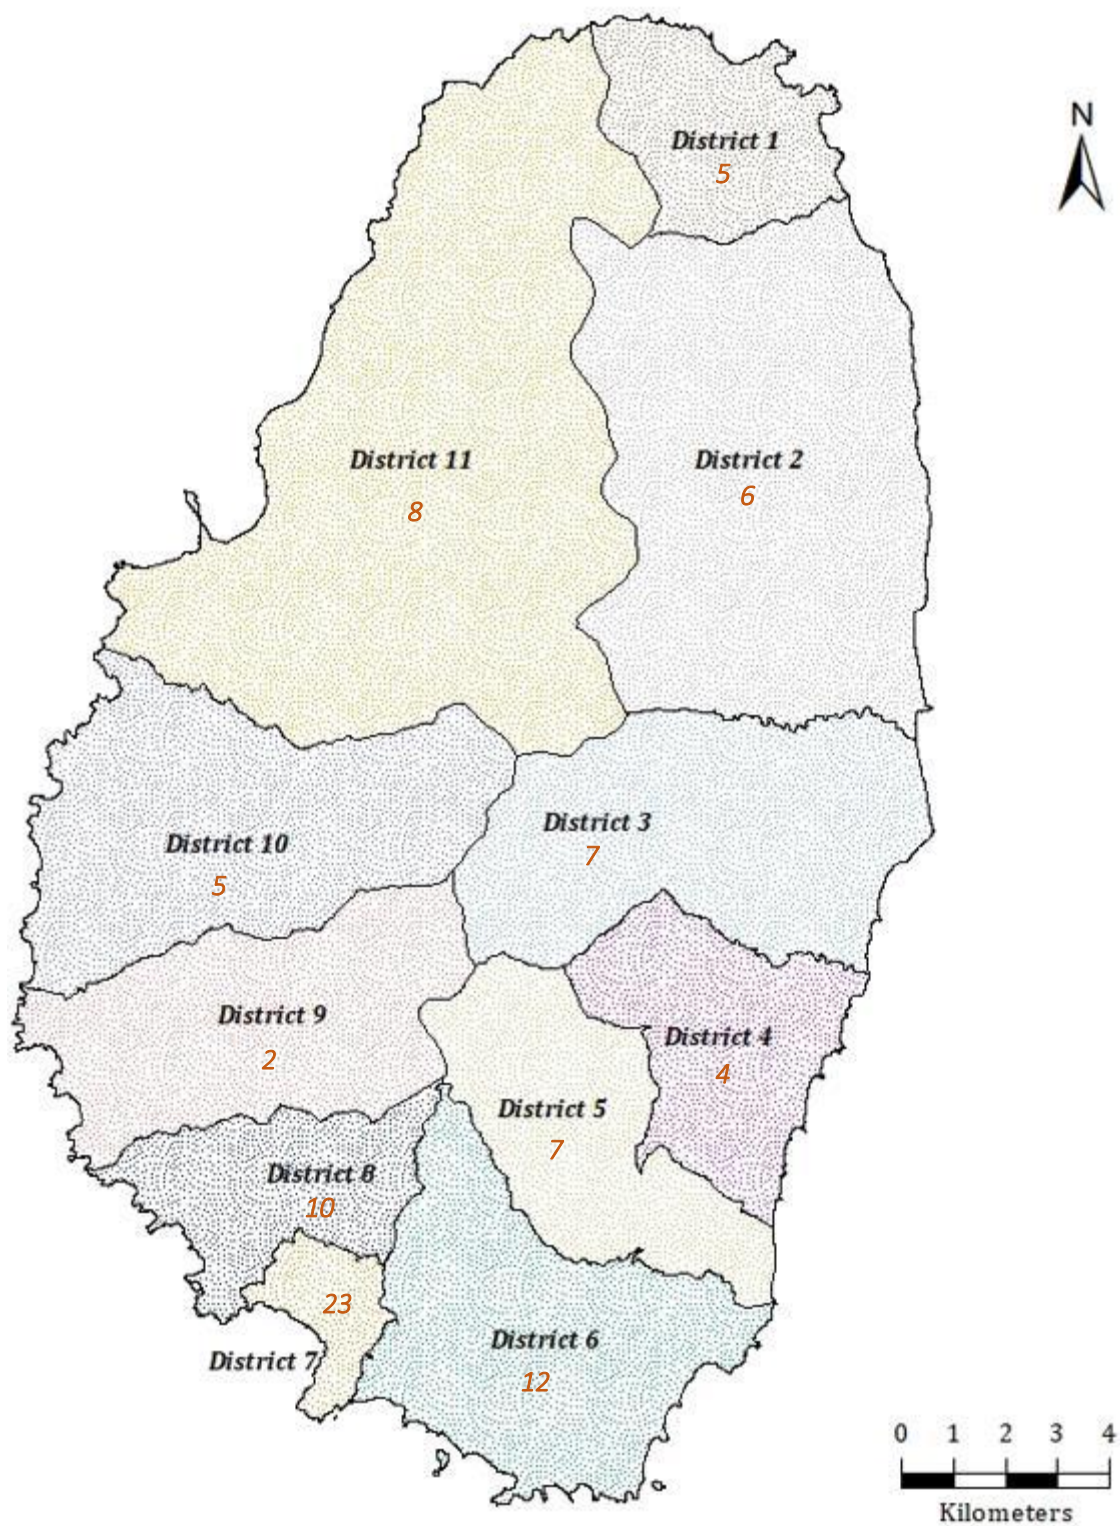 N
District 1
5
District 11
8
District 2
6
District 3
7
District 10
5
District 9
2
District 4
4
District 5
7
District 8
10
23
District 7
District 6
12
0 1 2 3 4
Kilometers